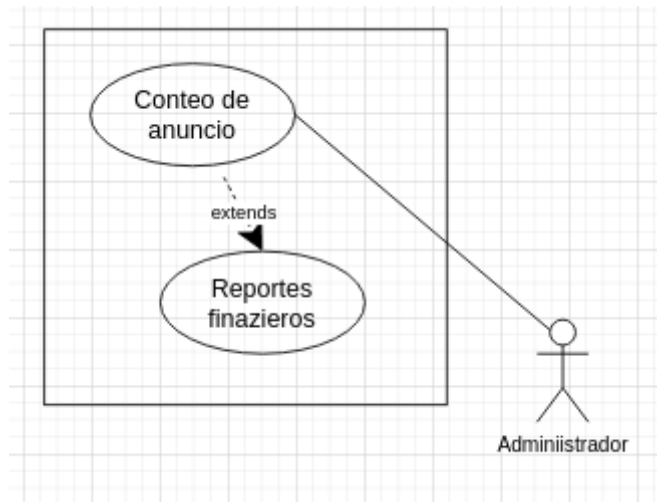 Conteo de
anuncio
extends
Reportes
finazieros
Adminiistrador